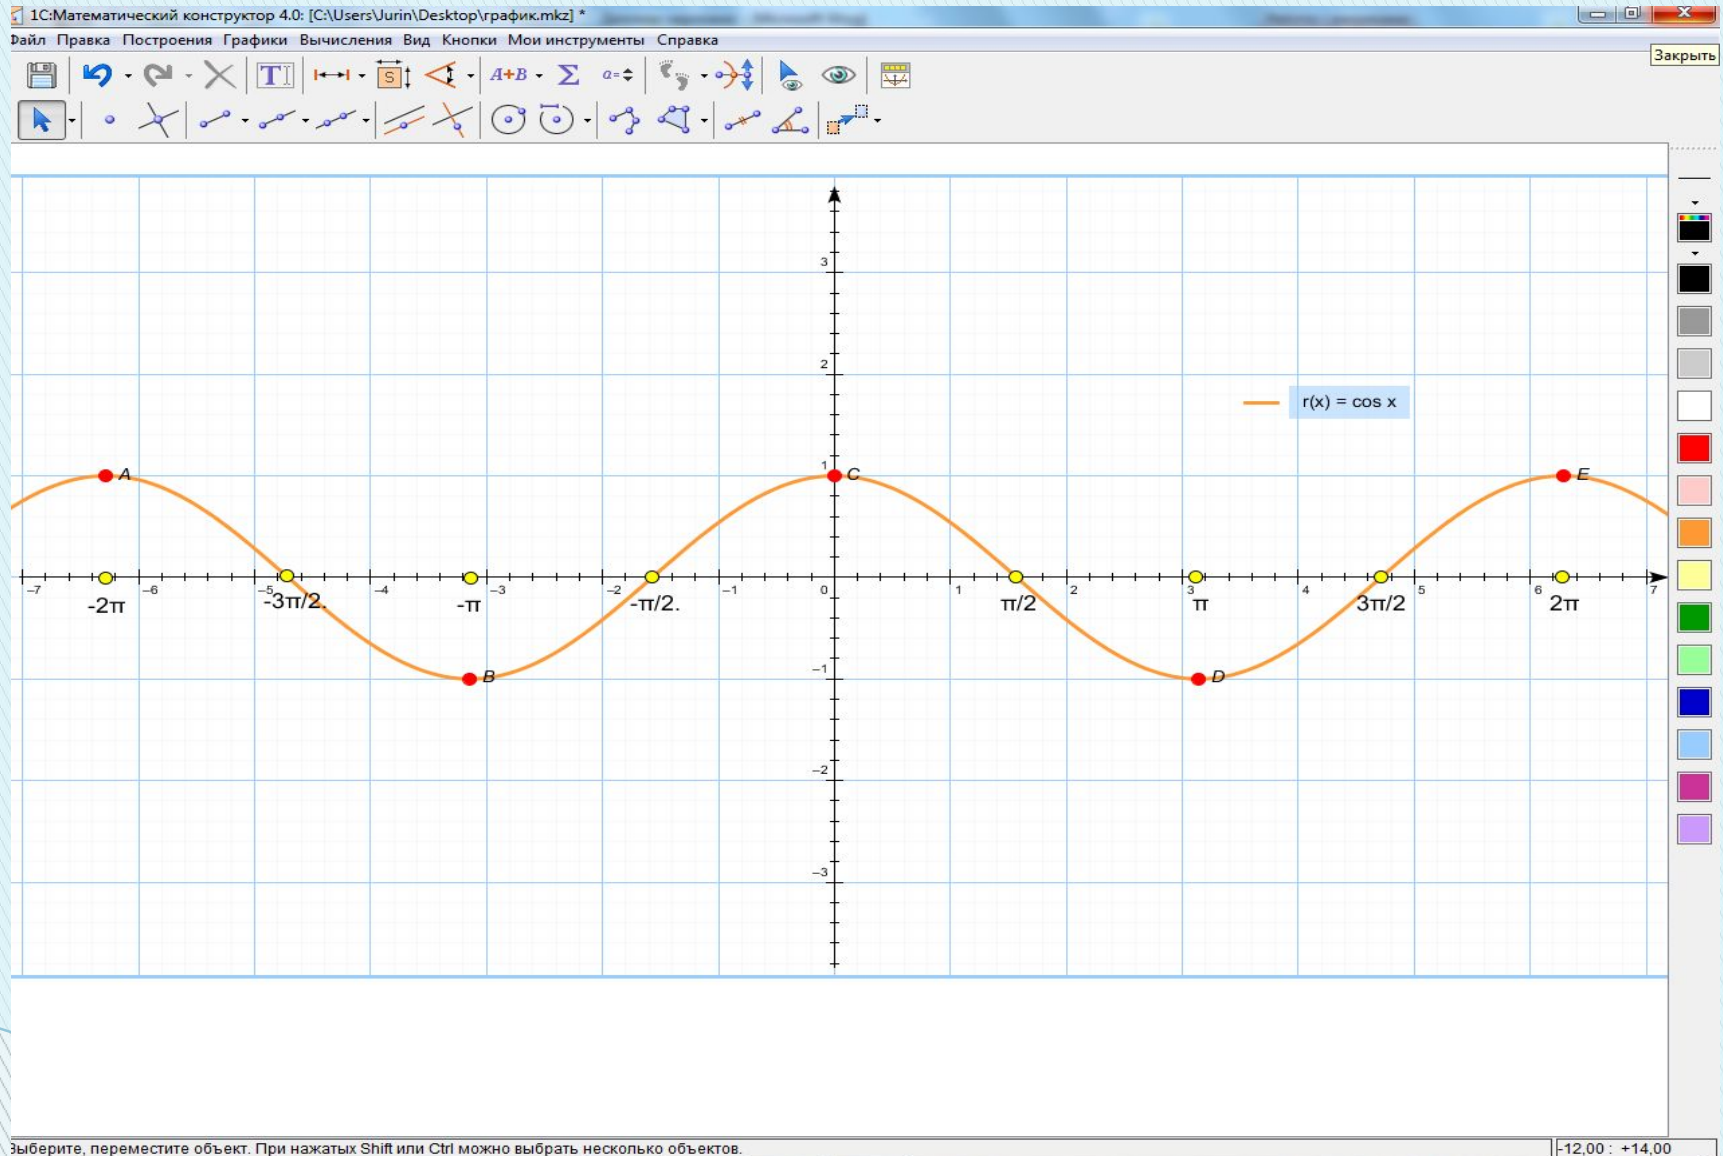 1С:Математический конструктор 4.0: [C:\Users\Jurin\Desktop\график.mkz] *
Файл Правка Построения Графики Вычисления Вид Кнопки Мои инструменты Справка
Закрыть
T S A+B Σ a=
3
2
r(x) = cos x
1
A C E
−7 −6 −5 −4 −3 −2 −1 0 1 2 3 4 5 6 7
-2π -3π/2. -π -π/2. π/2 π 3π/2 2π
−1
B D
−2
−3
Выберите, переместите объект. При нажатых Shift или Ctrl можно выбрать несколько объектов.
-12,00 : +14,00